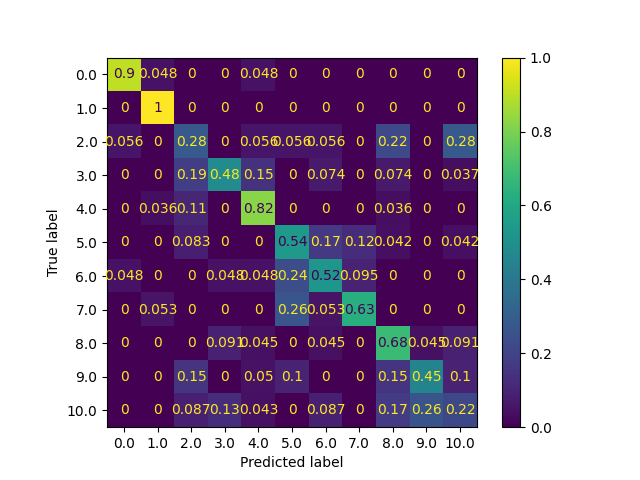 0.0 0.9 0.048 0 0 0.048 0 0 0 0 0 0
1.0 0 1 0 0 0 0 0 0 0 0 0
2.0 0.056 0 0.28 0 0.056 0.056 0.056 0 0.22 0 0.28
3.0 0 0 0.19 0.48 0.15 0 0.074 0 0.074 0 0.037
4.0 0 0.036 0.11 0 0.82 0 0 0 0.036 0 0
5.0 0 0 0.083 0 0 0.54 0.17 0.12 0.042 0 0.042
6.0 0.048 0 0 0.048 0.048 0.24 0.52 0.095 0 0 0
7.0 0 0.053 0 0 0 0.26 0.053 0.63 0 0 0
8.0 0 0 0 0.091 0.045 0 0.045 0 0.68 0.045 0.091
9.0 0 0 0.15 0 0.05 0.1 0 0 0.15 0.45 0.1
10.0 0 0 0.087 0.13 0.043 0 0.087 0 0.17 0.26 0.22
0.0 1.0 2.0 3.0 4.0 5.0 6.0 7.0 8.0 9.0 10.0
Predicted label
True label
1.0
0.8
0.6
0.4
0.2
0.0